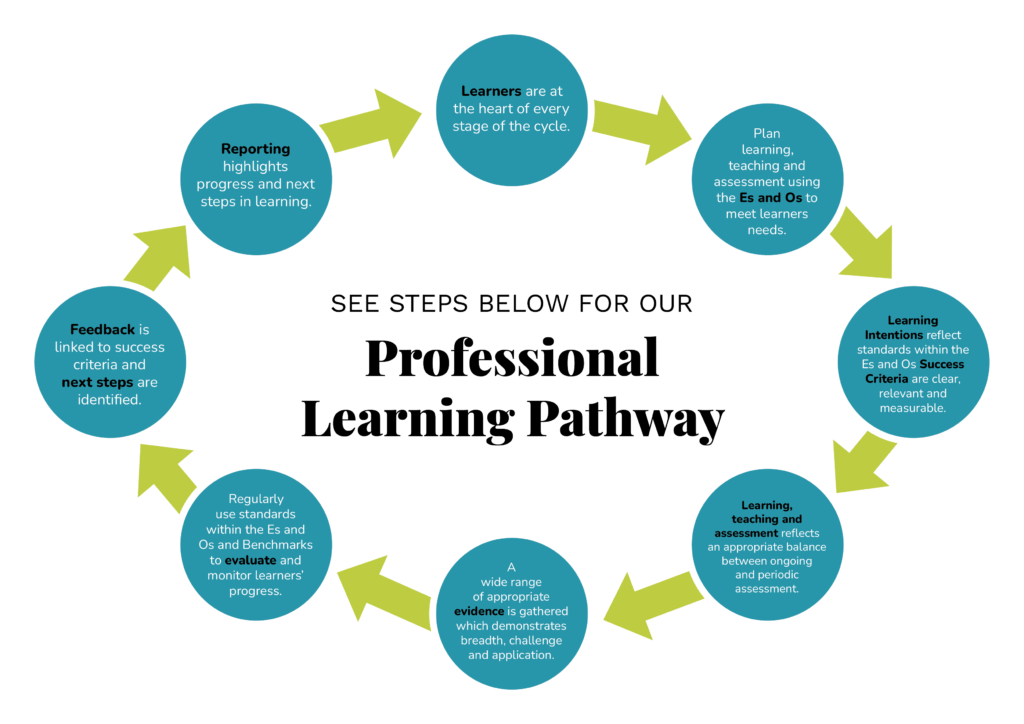 Learners are at
the heart of every
stage of the cycle.
Plan
learning,
teaching and
assessment using
the Es and Os to
meet learners
needs.
Learning
Intentions reflect
standards within the
Es and Os Success
Criteria are clear,
relevant and
measurable.
Learning,
teaching and
assessment reflects
an appropriate balance
between ongoing
and periodic
assessment.
A
wide range
of appropriate
evidence is gathered
which demonstrates
breadth, challenge
and application.
Regularly
use standards
within the Es and
Os and Benchmarks
to evaluate and
monitor learners'
progress.
Feedback is
linked to success
criteria and
next steps are
identified.
Reporting
highlights
progress and next
steps in learning.
SEE STEPS BELOW FOR OUR
Professional
Learning Pathway